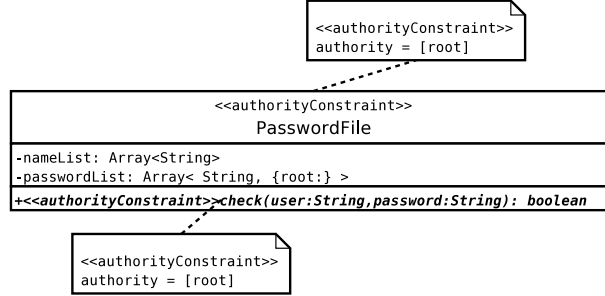 <<authorityConstraint>>
authority = [root]
<<authorityConstraint>>
PasswordFile
-nameList: Array<String>
-passwordList: Array< String, {root:} >
+<<authorityConstraint>>check(user:String,password:String): boolean
<<authorityConstraint>>
authority = [root]